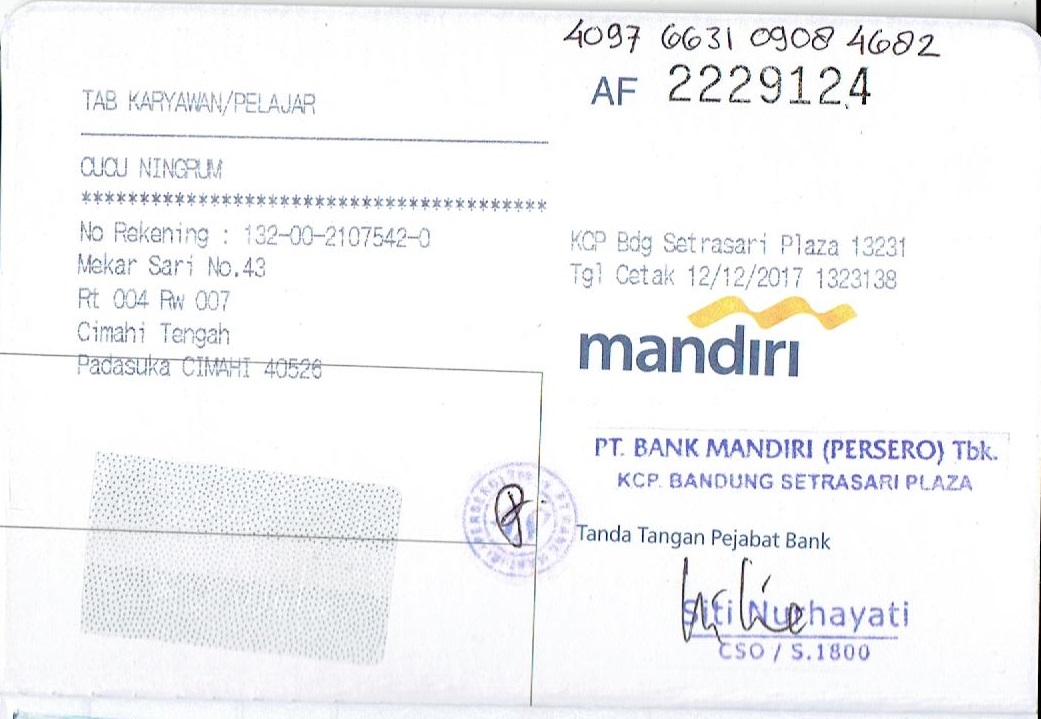 4097 6631 0908 4682
AF 2229124
TAB KARYAWAN/PELAJAR
CUCU NINGRUM
****************************************
No Rekening : 132-00-2107542-0
Mekar Sari No.43
Rt 004 Rw 007
Cimahi Tengah
Padasuka CIMAHI 40526
KCP Bdg Setrasari Plaza 13231
Tgl Cetak 12/12/2017 1323138
mandiri
PT. BANK MANDIRI (PERSERO) Tbk.
KCP. BANDUNG SETRASARI PLAZA
Tanda Tangan Pejabat Bank
Siti Nurhayati
CSO / S.1800